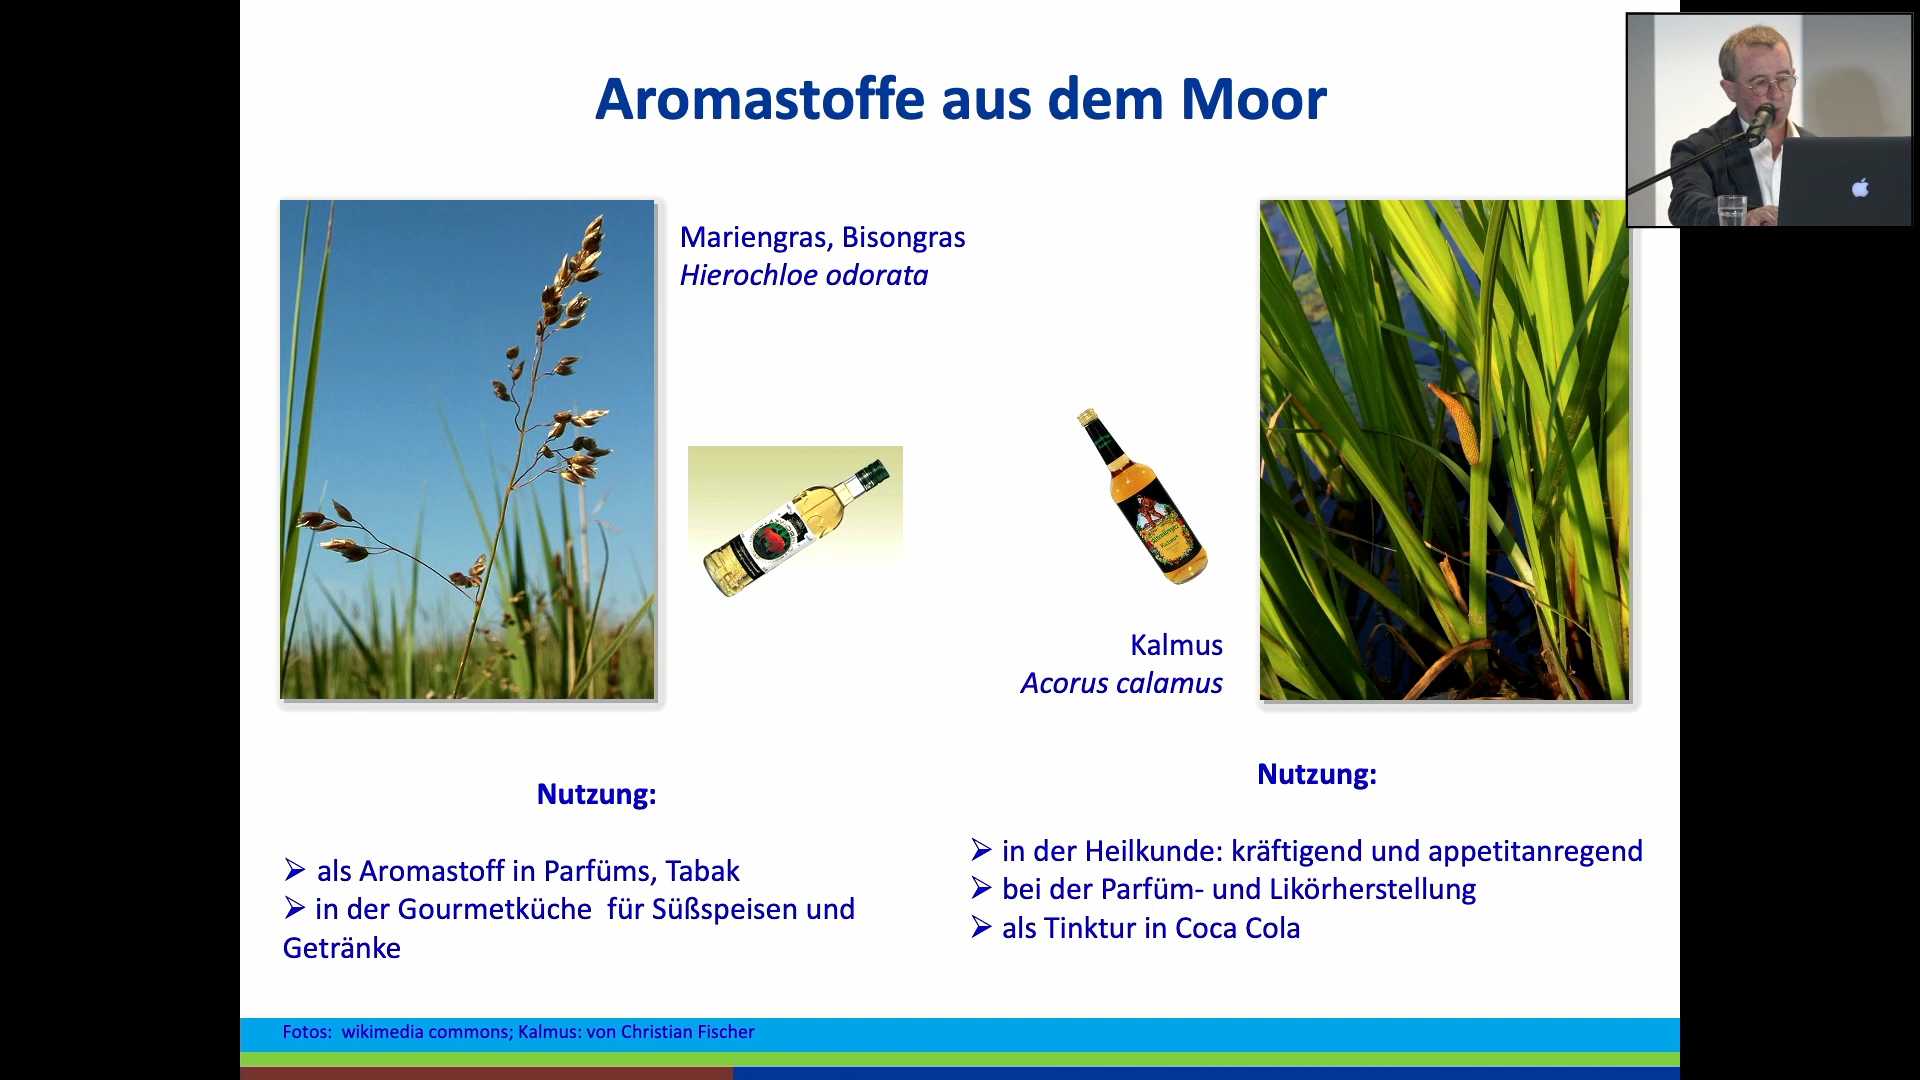 Aromastoffe aus dem Moor
Mariengras, Bisongras
Hierochloe odorata
Kalmus
Acorus calamus
Nutzung:
➢ als Aromastoff in Parfüms, Tabak
➢ in der Gourmetküche  für Süßspeisen und
Getränke
Nutzung:
➢ in der Heilkunde: kräftigend und appetitanregend
➢ bei der Parfüm- und Likörherstellung
➢ als Tinktur in Coca Cola
Fotos:  wikimedia commons; Kalmus: von Christian Fischer